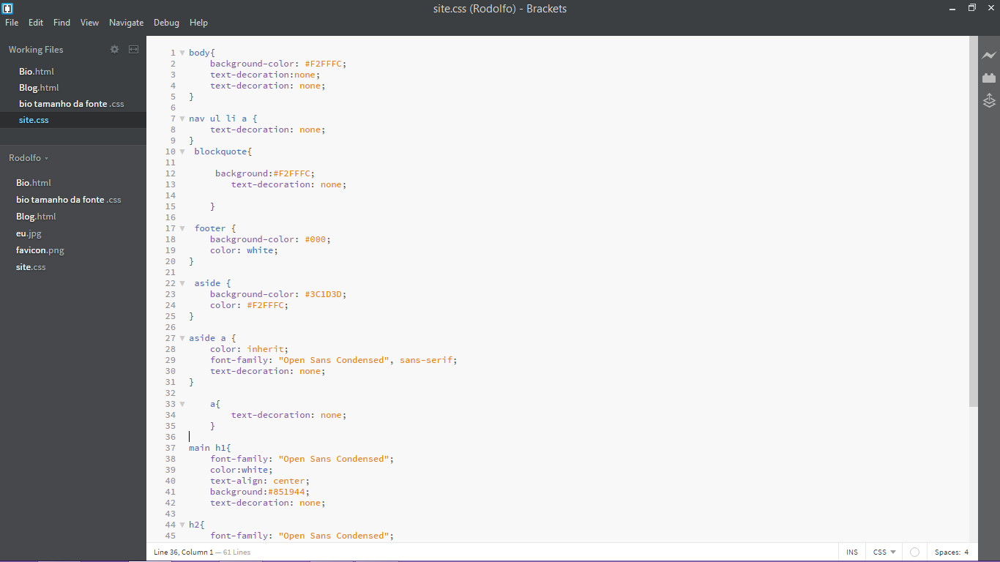 site.css (Rodolfo) - Brackets
File Edit Find View Navigate Debug Help
Working Files
Bio.html
Blog.html
bio tamanho da fonte .css
site.css
Rodolfo
Bio.html
bio tamanho da fonte .css
Blog.html
eu.jpg
favicon.png
site.css
1 body{
2 background-color: #F2FFFC;
3 text-decoration:none;
4 text-decoration: none;
5 }
6
7 nav ul li a {
8 text-decoration: none;
9 }
10 blockquote{
11
12 background:#F2FFFC;
13 text-decoration: none;
14
15 }
16
17 footer {
18 background-color: #000;
19 color: white;
20 }
21
22 aside {
23 background-color: #3C1D3D;
24 color: #F2FFFC;
25 }
26
27 aside a {
28 color: inherit;
29 font-family: "Open Sans Condensed", sans-serif;
30 text-decoration: none;
31 }
32
33 a{
34 text-decoration: none;
35 }
36
37 main h1{
38 font-family: "Open Sans Condensed";
39 color:white;
40 text-align: center;
41 background:#851944;
42 text-decoration: none;
43
44 h2{
45 font-family: "Open Sans Condensed";
Line 36, Column 1 — 61 Lines
INS CSS Spaces: 4